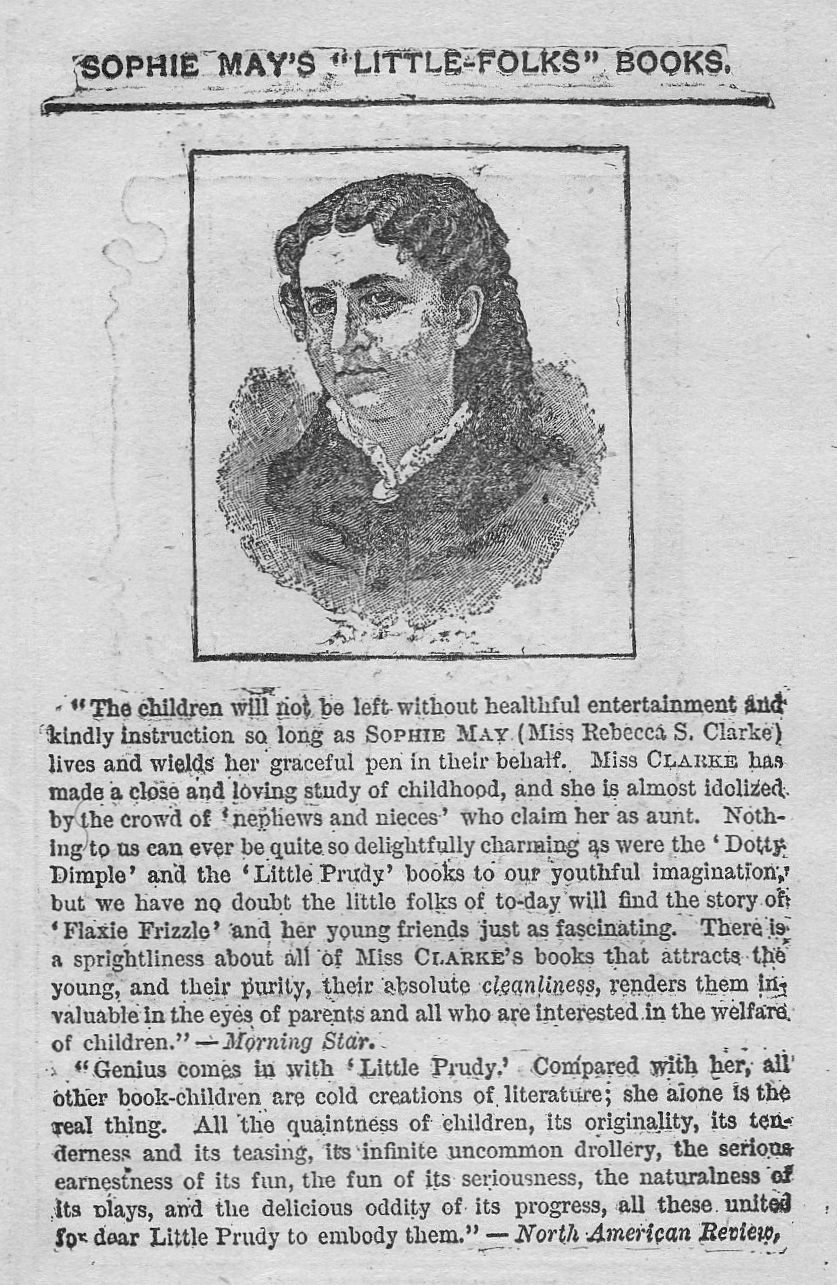 SOPHIE MAY'S "LITTLE-FOLKS" BOOKS.
"The children will not be left without healthful entertainment and
kindly instruction so long as SOPHIE MAY (Miss Rebecca S. Clarke)
lives and wields her graceful pen in their behalf. Miss CLARKE has
made a close and loving study of childhood, and she is almost idolized
by the crowd of 'nephews and nieces' who claim her as aunt. Noth-
ing to us can ever be quite so delightfully charming as were the 'Dotty
Dimple' and the 'Little Prudy' books to our youthful imagination,
but we have no doubt the little folks of to-day will find the story of
'Flaxie Frizzle' and her young friends just as fascinating. There is
a sprightliness about all of Miss CLARKE's books that attracts the
young, and their purity, their absolute cleanliness, renders them in-
valuable in the eyes of parents and all who are interested in the welfare
of children." — Morning Star.
"Genius comes in with 'Little Prudy.' Compared with her, all
other book-children are cold creations of literature; she alone is the
real thing. All the quaintness of children, its originality, its ten-
derness and its teasing, its infinite uncommon drollery, the serious
earnestness of its fun, the fun of its seriousness, the naturalness of
its plays, and the delicious oddity of its progress, all these united
for dear Little Prudy to embody them." — North American Review.